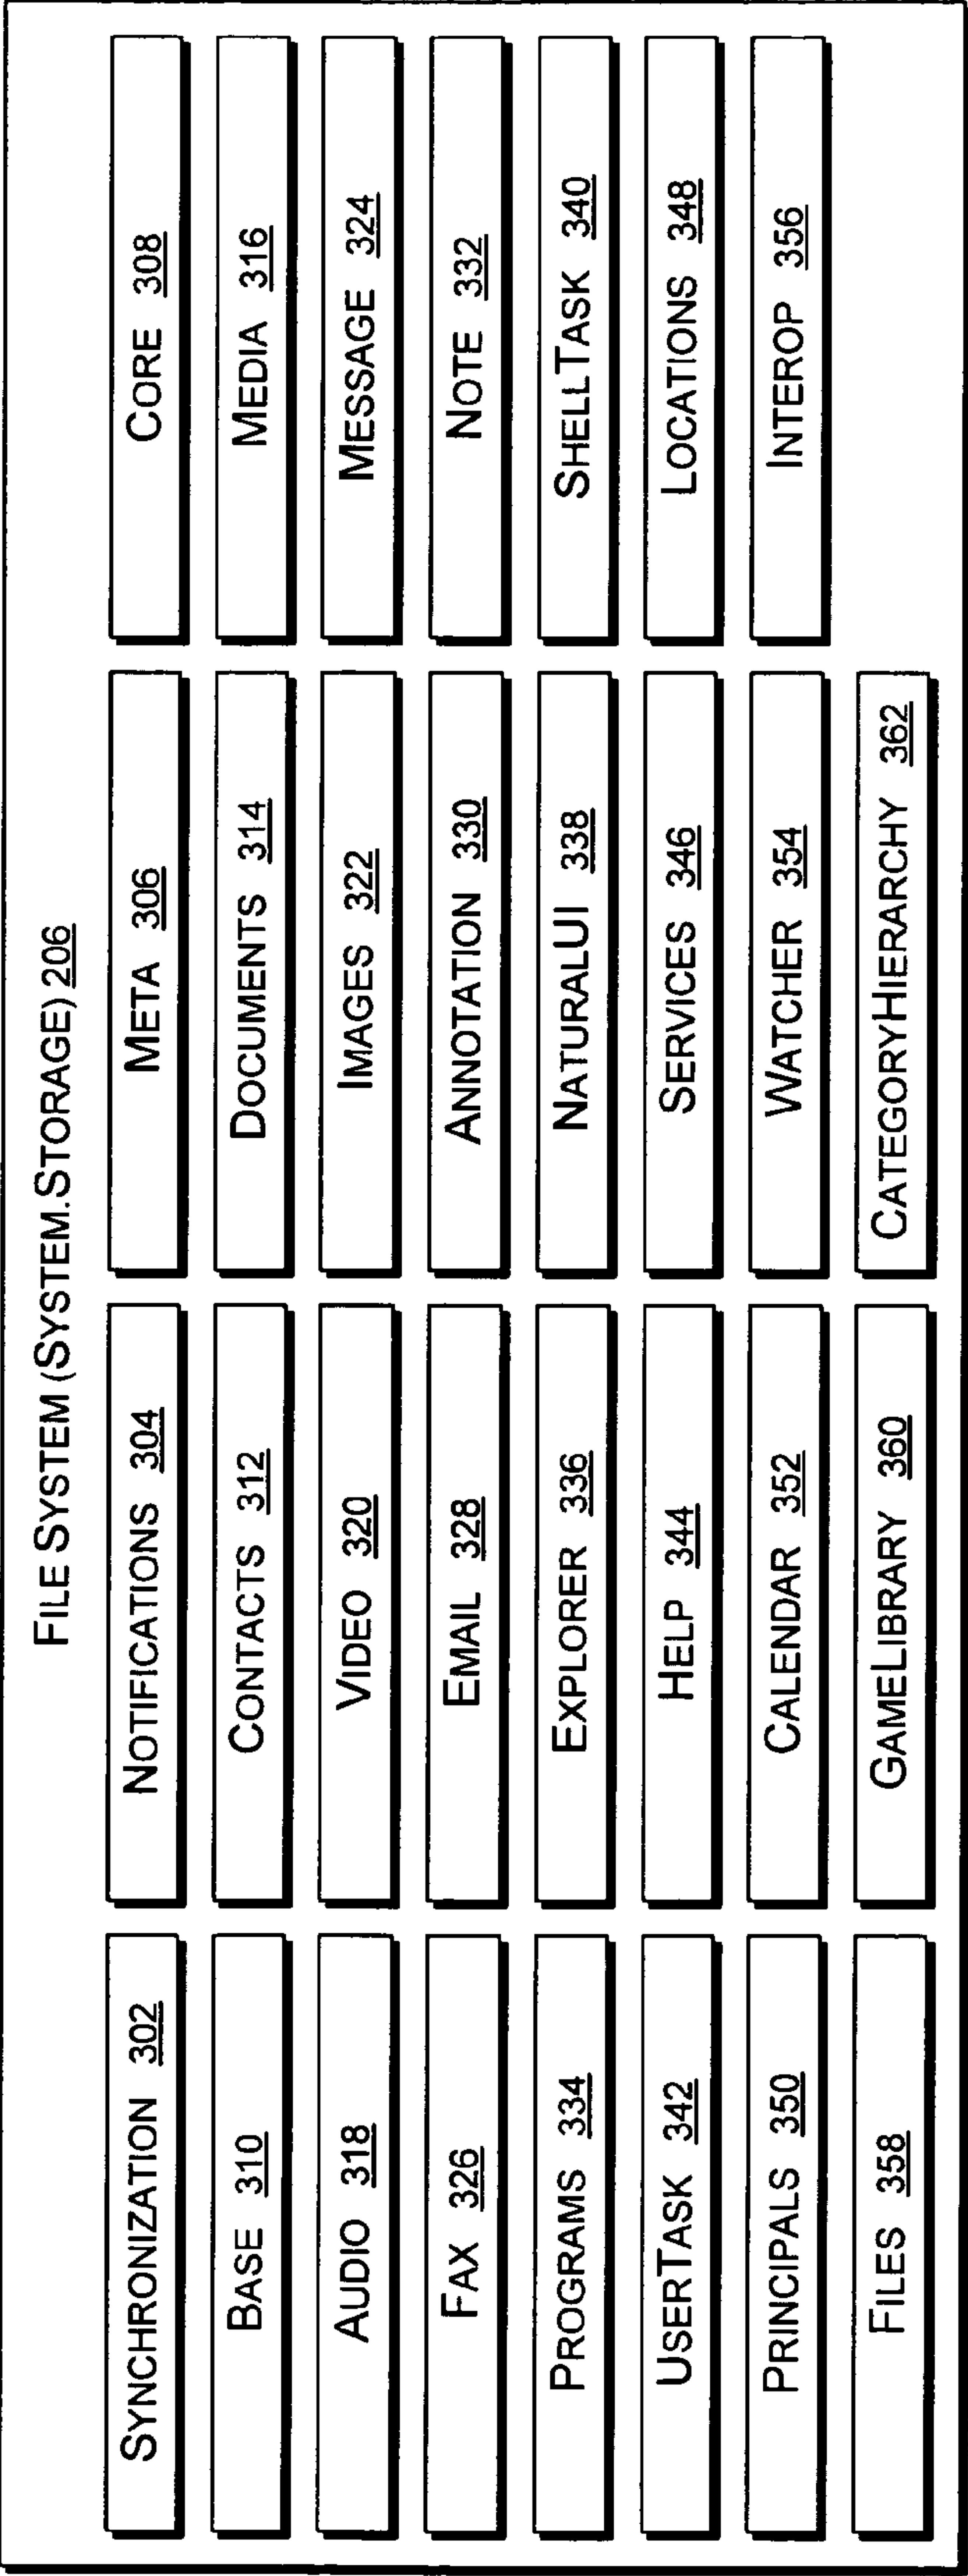 FILE SYSTEM (SYSTEM.STORAGE) 206
SYNCHRONIZATION 302
NOTIFICATIONS 304
META 306
CORE 308
BASE 310
CONTACTS 312
DOCUMENTS 314
MEDIA 316
AUDIO 318
VIDEO 320
IMAGES 322
MESSAGE 324
FAX 326
EMAIL 328
ANNOTATION 330
NOTE 332
PROGRAMS 334
EXPLORER 336
NATURALUI 338
SHELLTASK 340
USERTASK 342
HELP 344
SERVICES 346
LOCATIONS 348
PRINCIPALS 350
CALENDAR 352
WATCHER 354
INTEROP 356
FILES 358
GAMELIBRARY 360
CATEGORYHIERARCHY 362